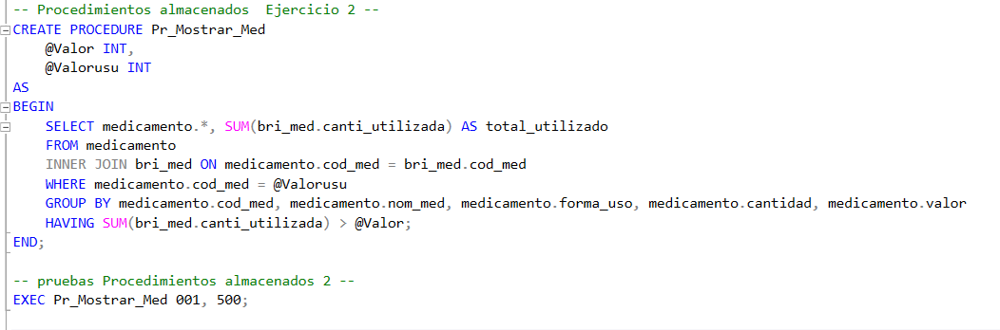 -- Procedimientos almacenados  Ejercicio 2 --
CREATE PROCEDURE Pr_Mostrar_Med
    @Valor INT,
    @Valorusu INT
AS
BEGIN
    SELECT medicamento.*, SUM(bri_med.canti_utilizada) AS total_utilizado
    FROM medicamento
    INNER JOIN bri_med ON medicamento.cod_med = bri_med.cod_med
    WHERE medicamento.cod_med = @Valorusu
    GROUP BY medicamento.cod_med, medicamento.nom_med, medicamento.forma_uso, medicamento.cantidad, medicamento.valor
    HAVING SUM(bri_med.canti_utilizada) > @Valor;
END;
-- pruebas Procedimientos almacenados 2 --
EXEC Pr_Mostrar_Med 001, 500;